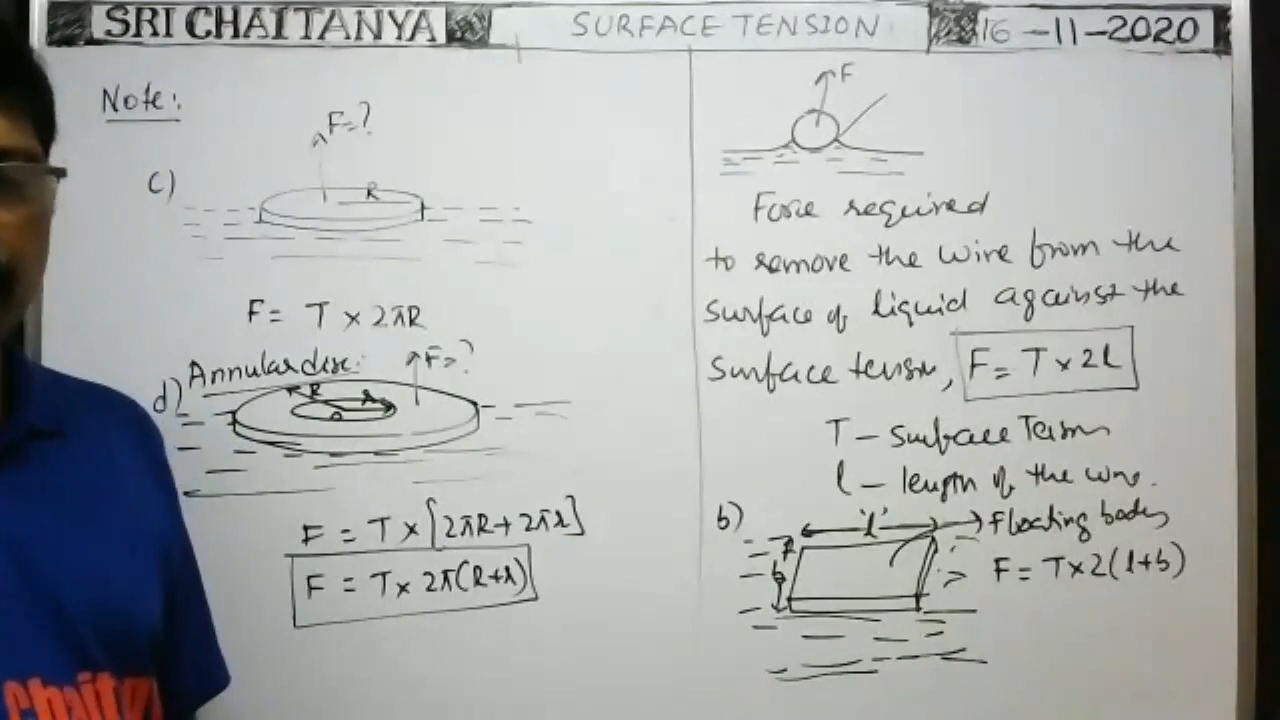 SRI CHAITANYA
SURFACE TENSION
16-11-2020
Note:
c)
F=?
R
F = T × 2πR
d) Annular disc:
F=?
R
r
F = T × [2πR + 2πr]
F = T × 2π(R+r)
F
Force required
to remove the wire from the
surface of liquid against the
surface tension, F = T × 2l
T - Surface Tension
l - length of the wire.
b)
'l'
Floating body
b
F = T × 2(l+b)
Chaitany